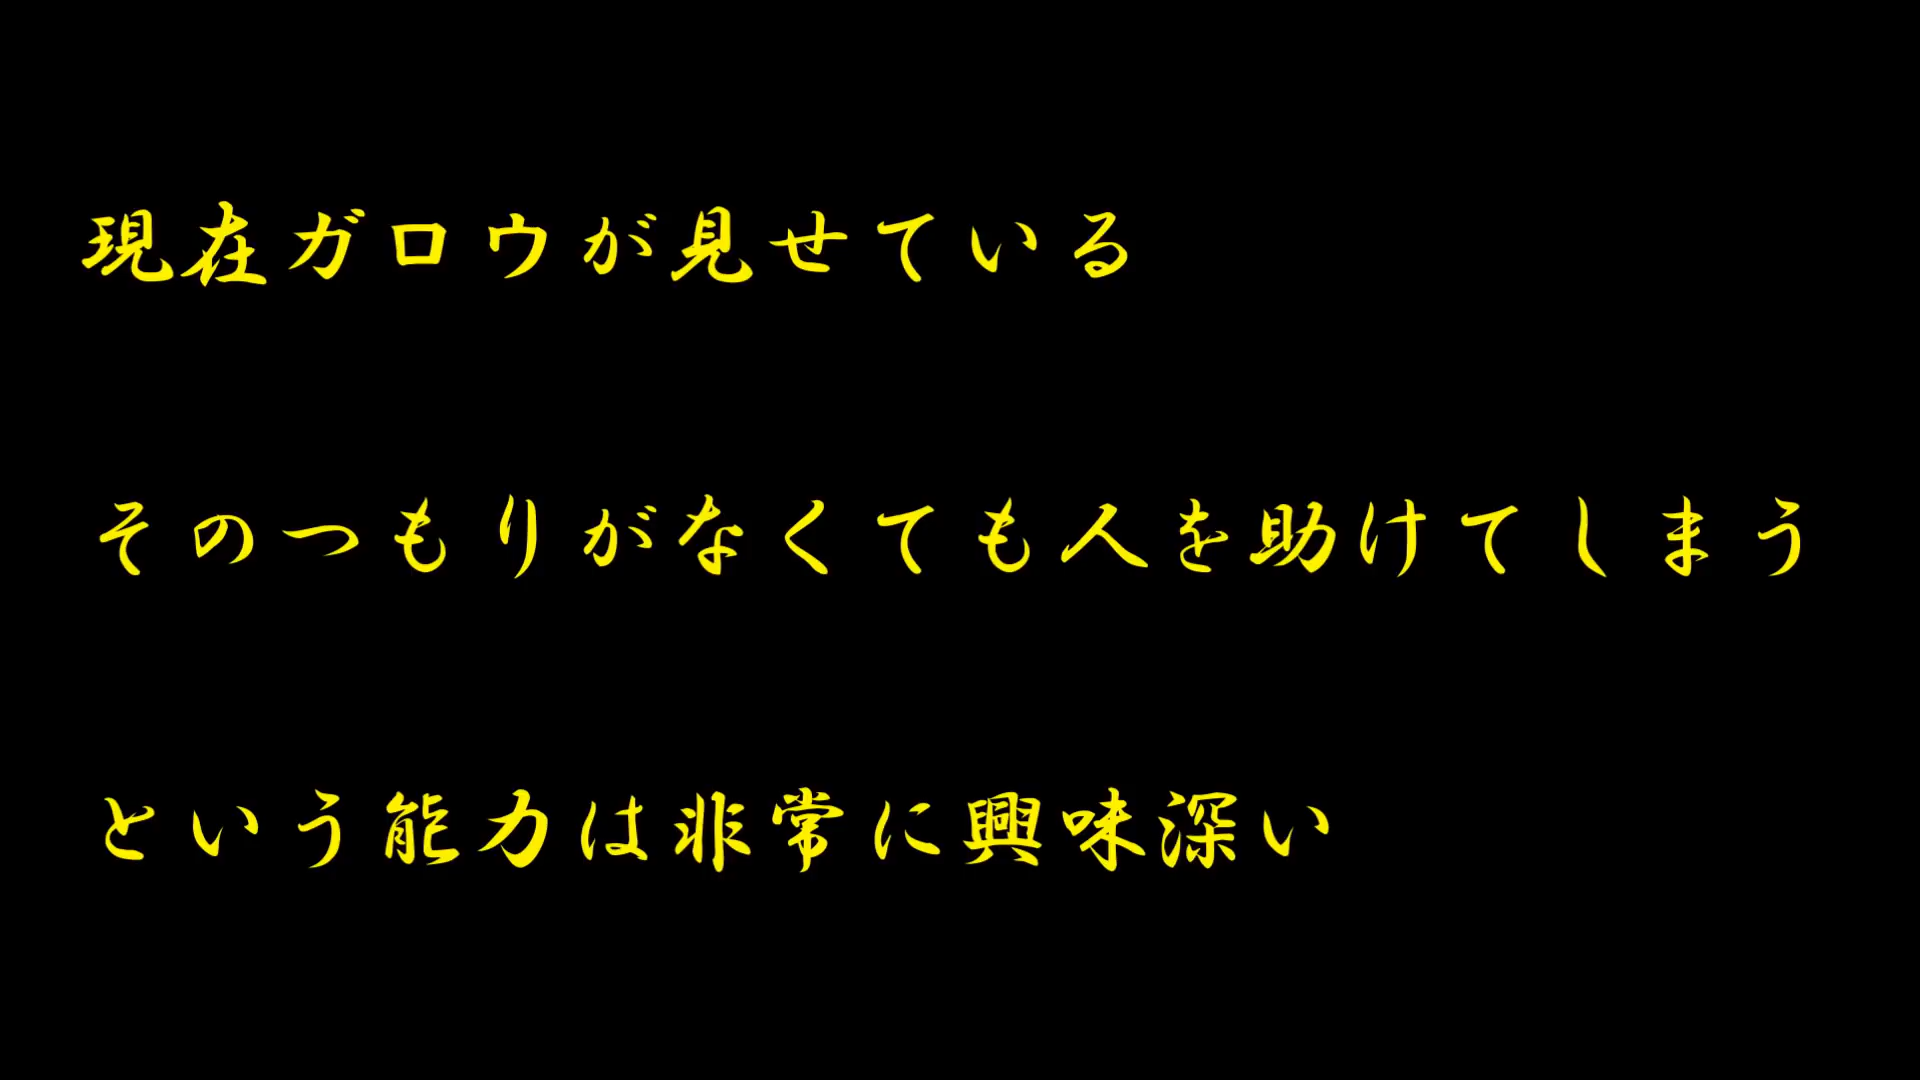 現在ガロウが見せている
そのつもりがなくても人を助けてしまう
という能力は非常に興味深い